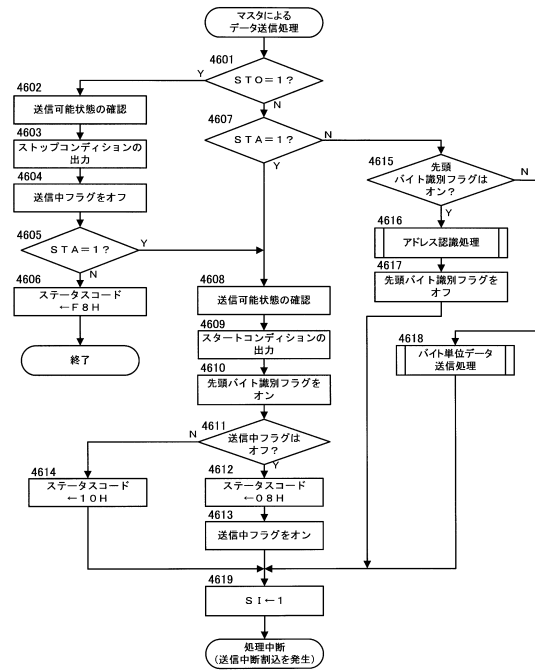 マスタによる
データ送信処理
4601
STO=1?
Y
N
4602
送信可能状態の確認
4603
ストップコンディションの
出力
4604
送信中フラグをオフ
4605
STA=1?
Y
N
4606
ステータスコード
←F8H
終了
4607
STA=1?
N
Y
4608
送信可能状態の確認
4609
スタートコンディションの
出力
4610
先頭バイト識別フラグを
オン
4611
送信中フラグは
オフ?
N
Y
4612
ステータスコード
←08H
4613
送信中フラグをオン
4614
ステータスコード
←10H
4615
先頭
バイト識別フラグは
オン?
N
Y
4616
アドレス認識処理
4617
先頭バイト識別フラグを
オフ
4618
バイト単位データ
送信処理
4619
SI←1
処理中断
(送信中断割込を発生)